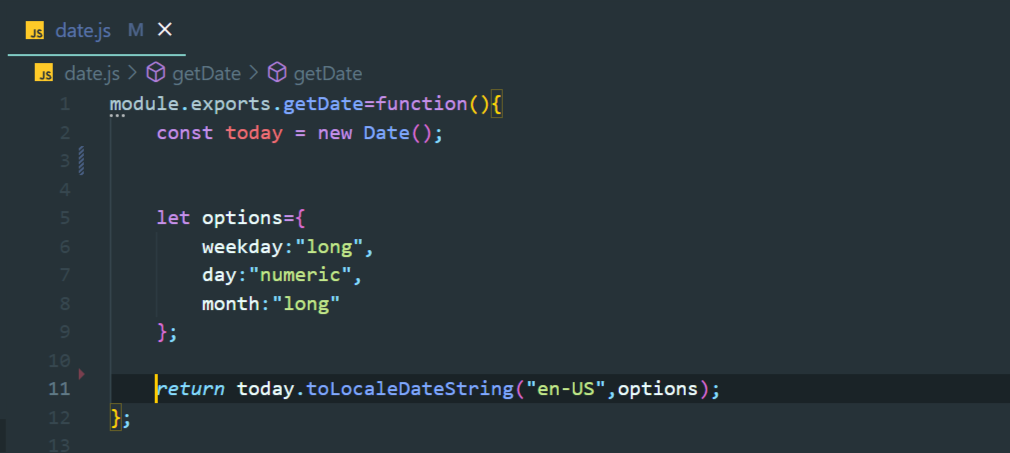 JS date.js M ×
JS date.js > getDate > getDate
1 module.exports.getDate=function(){
2     const today = new Date();
3
4
5     let options={
6         weekday:"long",
7         day:"numeric",
8         month:"long"
9     };
10
11     return today.toLocaleDateString("en-US",options);
12 };
13